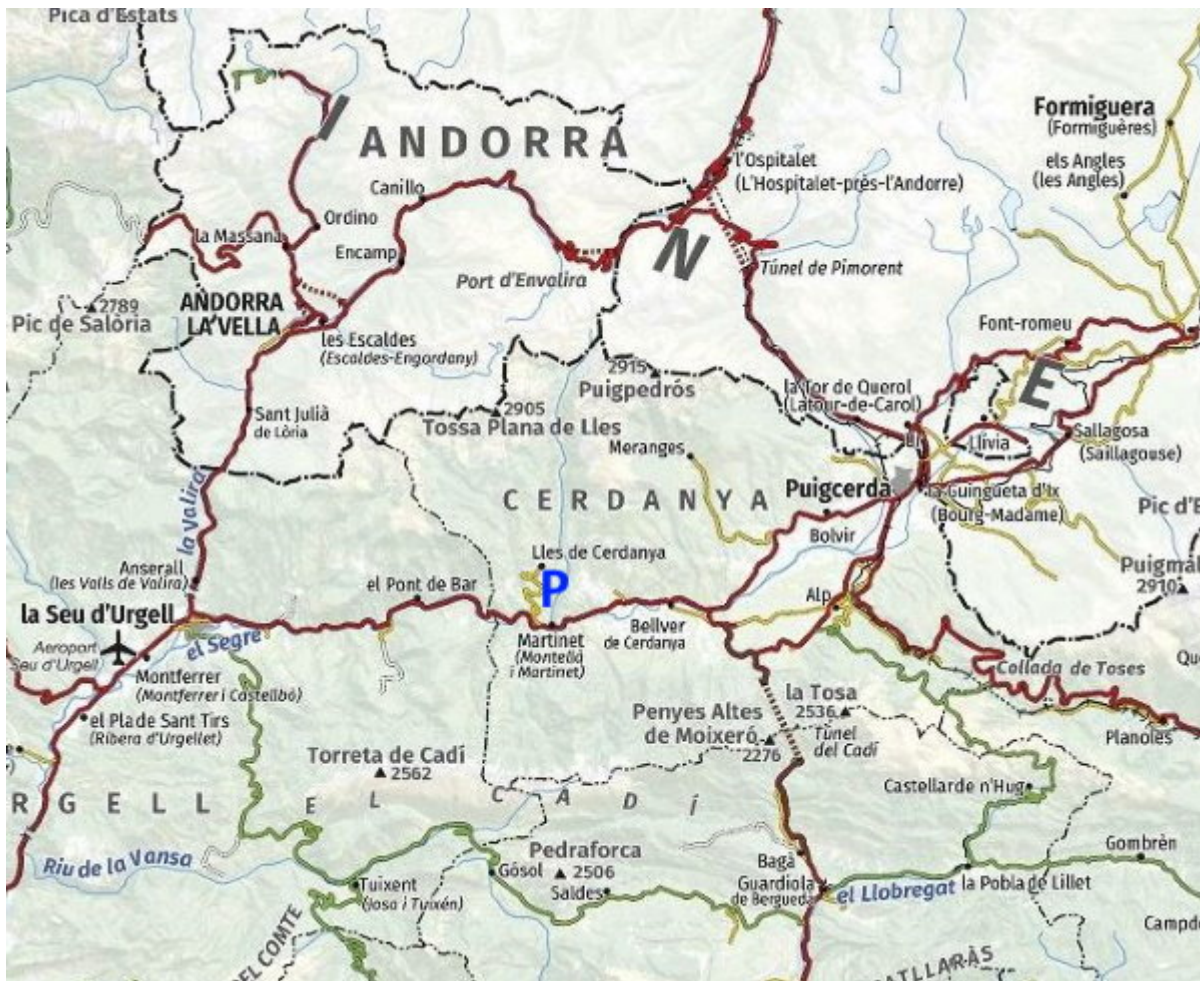 Pica d'Estats
I
ANDORRA
Formiguera
(Formiguères)
l'Ospitalet
(L'Hospitalet-près-l'Andorre)
els Angles
(les Angles)
Canillo
Ordino
la Massana
Encamp
N
Port d'Envalira
Túnel de Pimorent
2789
Pic de Salòria
ANDORRA
LA VELLA
les Escaldes
(Escaldes-Engordany)
Font-romeu
E
2915
Puigpedrós
la Tor de Querol
(Latour-de-Carol)
Sant Julià
de Lòria
2905
Tossa Plana de Lles
Meranges
Llívia
Sallagosa
(Saillagouse)
la Valira
CERDANYA
Puigcerdà
la Guingueta d'Ix
(Bourg-Madame)
Bolvir
Pic d'E
Puigmal
2910
Anserall
(les Valls de Valira)
Lles de Cerdanya
P
el Pont de Bar
la Seu d'Urgell
el Segre
Aeroport
Seu d'Urgell
Martinet
(Montellà
i Martinet)
Bellver
de Cerdanya
Alp
Montferrer
(Montferrer i Castellbó)
Collada de Toses
Que
el Pla de Sant Tirs
(Ribera d'Urgellet)
la Tosa
2536
Penyes Altes
de Moixeró
2276
Túnel
del Cadí
Planoles
Torreta de Cadí
2562
Castellar de n'Hug
RGELL
EL CADÍ
Riu de la Vansa
Pedraforca
2506
Gósol
Saldes
Bagà
Guardiola
de Berguedà
Gombrèn
el Llobregat
la Pobla de Lillet
Tuixent
(Josa i Tuixén)
DEL COMTE
Campde
ATLLARÀS